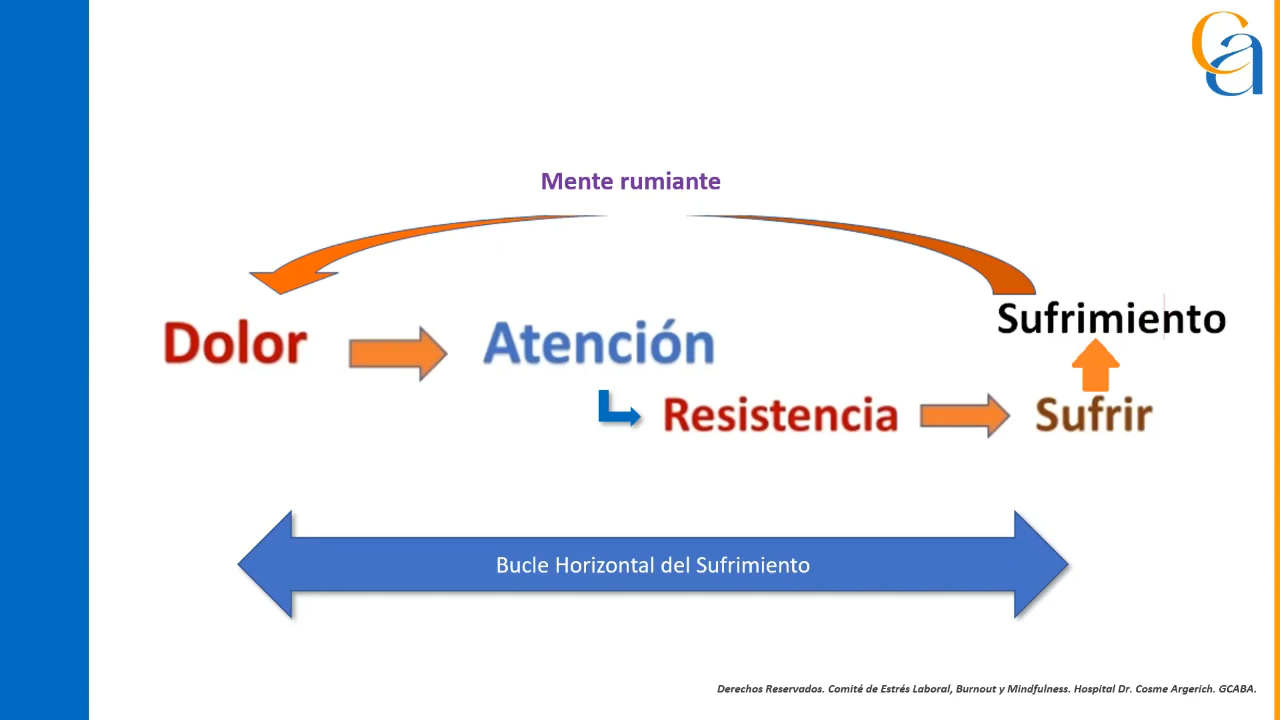 Ca
Mente rumiante
Dolor
Atención
Sufrimiento
Resistencia
Sufrir
Bucle Horizontal del Sufrimiento
Derechos Reservados. Comité de Estrés Laboral, Burnout y Mindfulness. Hospital Dr. Cosme Argerich. GCABA.